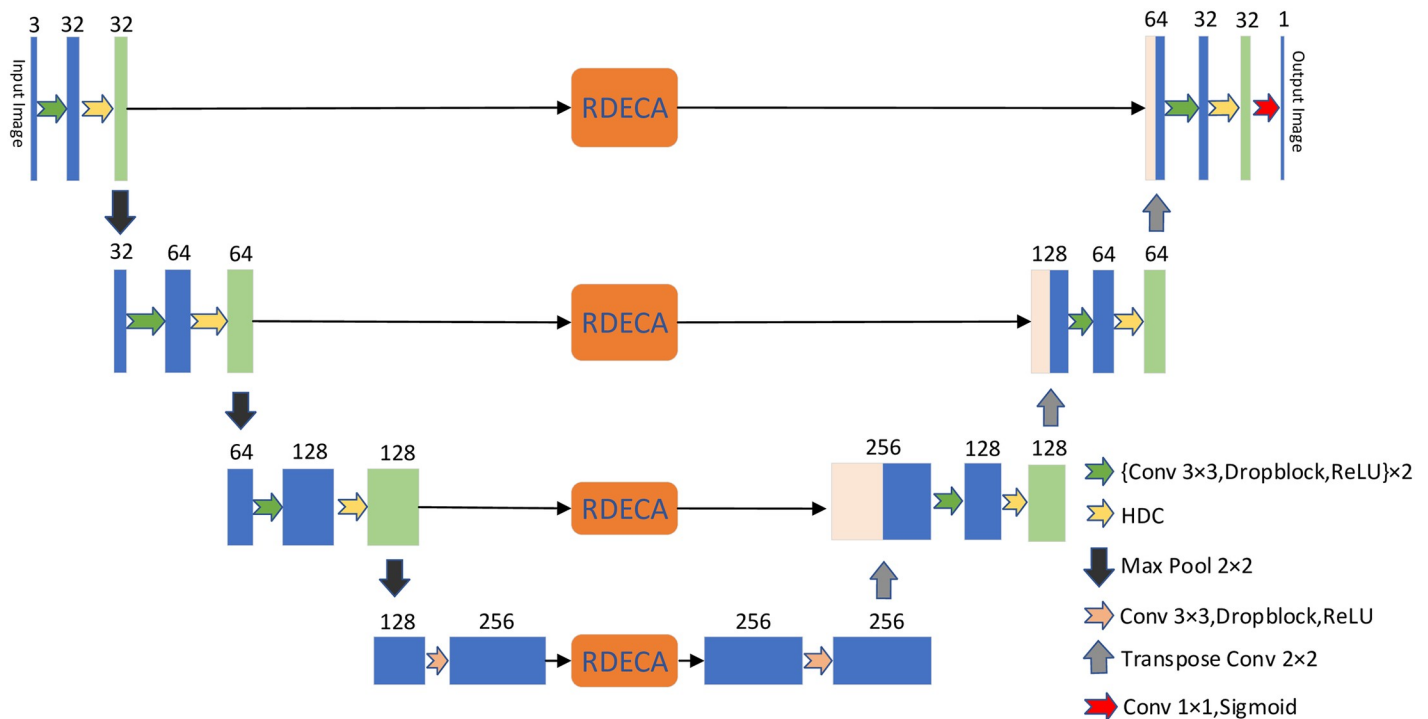 3 32 32
Input Image
RDECA
64 32 32 1
Output Image
32 64 64
RDECA
128 64 64
64 128 128
RDECA
256 128 128
128 256
RDECA
256 256
{Conv 3×3,Dropblock,ReLU}×2
HDC
Max Pool 2×2
Conv 3×3,Dropblock,ReLU
Transpose Conv 2×2
Conv 1×1,Sigmoid